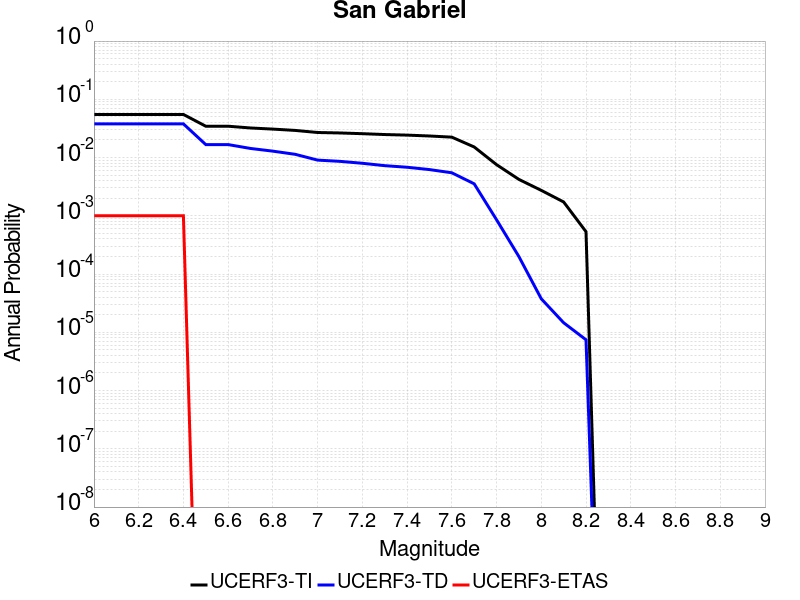 San Gabriel
10 0
10 -1
10 -2
10 -3
10 -4
10 -5
10 -6
10 -7
10 -8
Annual Probability
6 6.2 6.4 6.6 6.8 7 7.2 7.4 7.6 7.8 8 8.2 8.4 8.6 8.8 9
Magnitude
UCERF3-TI UCERF3-TD UCERF3-ETAS